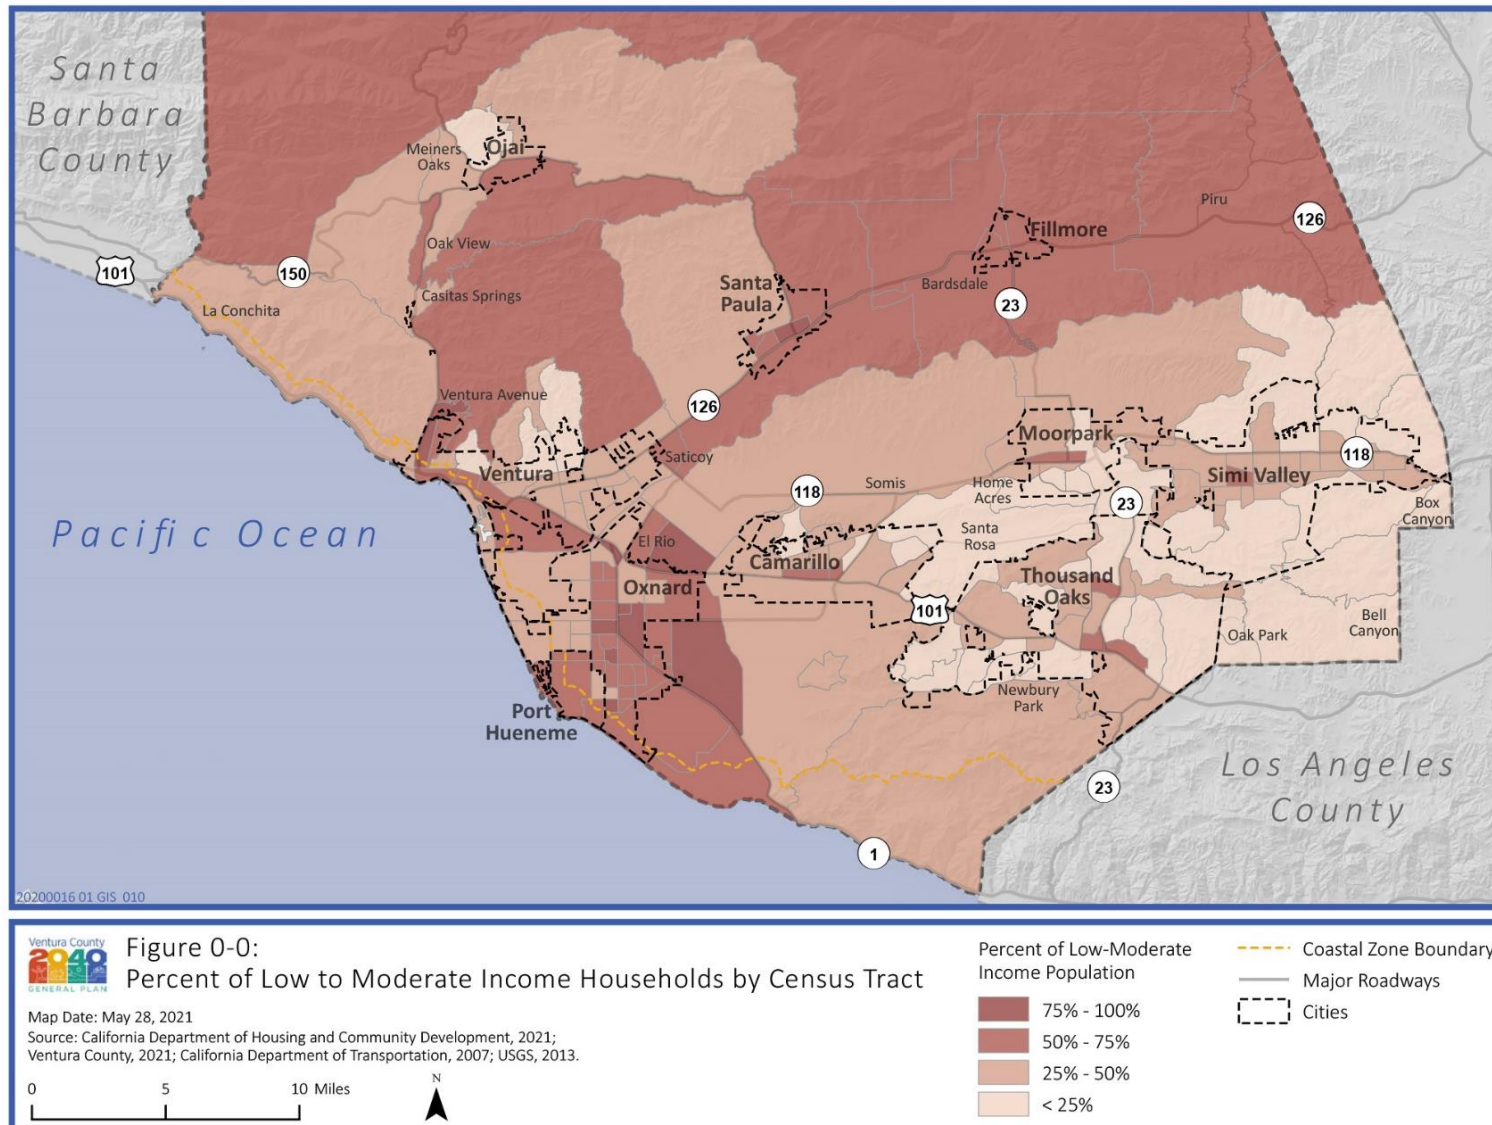 Santa
Barbara
County
Meiners
Oaks
Ojai
Piru
126
Fillmore
Oak View
101
150
Santa
Paula
Bardsdale
23
Casitas Springs
La Conchita
Ventura Avenue
126
Moorpark
Saticoy
118
Ventura
118
Somis
Home
Acres
Simi Valley
23
Box
Canyon
Pacific Ocean
Santa
Rosa
El Rio
Camarillo
Oxnard
Thousand
Oaks
101
Bell
Canyon
Oak Park
Newbury
Park
Port
Hueneme
Los Angeles
County
23
1
20200016 01 GIS 010
Ventura County
2040
GENERAL PLAN
Figure 0-0:
Percent of Low to Moderate Income Households by Census Tract
Map Date: May 28, 2021
Source: California Department of Housing and Community Development, 2021;
Ventura County, 2021; California Department of Transportation, 2007; USGS, 2013.
0 5 10 Miles
N
Percent of Low-Moderate
Income Population
75% - 100%
50% - 75%
25% - 50%
< 25%
Coastal Zone Boundary
Major Roadways
Cities